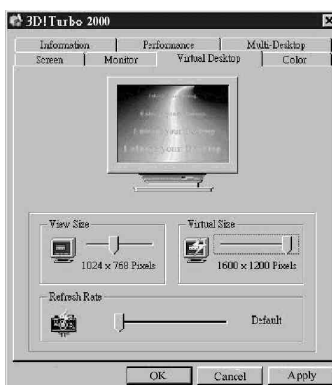 3D!Turbo 2000
Information Performance Multi-Desktop
Screen Monitor Virtual Desktop Color
View Size
1024 x 768 Pixels
Virtual Size
1600 x 1200 Pixels
Refresh Rate
Default
OK Cancel Apply